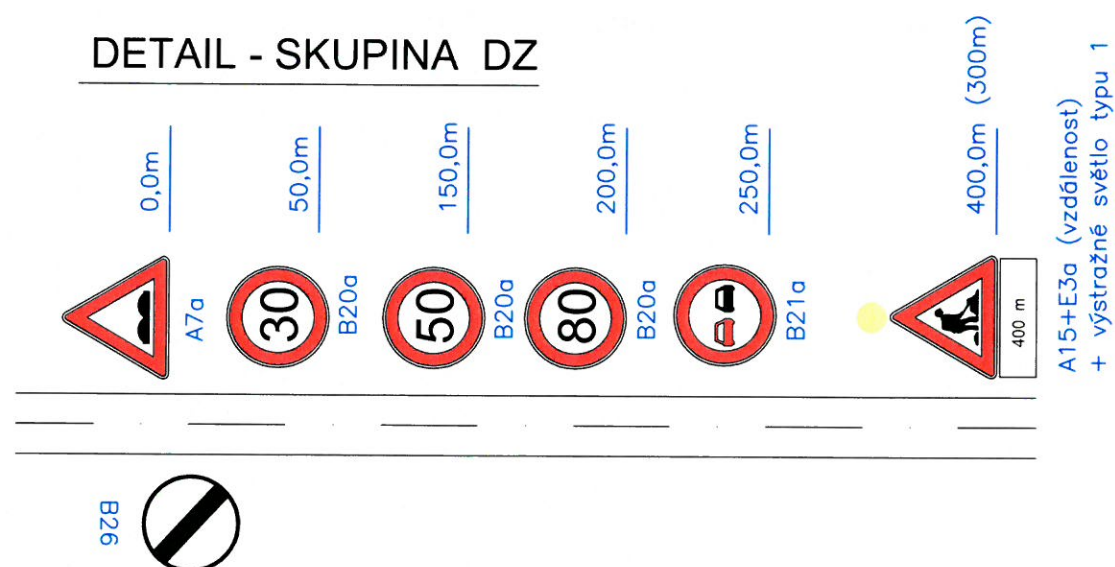 DETAIL - SKUPINA DZ
0,0m
50,0m
150,0m
200,0m
250,0m
400,0m (300m)
A7a
30
B20a
50
B20a
80
B20a
B21a
400 m
A15+E3a (vzdálenost)
+ výstražné světlo typu 1
B26